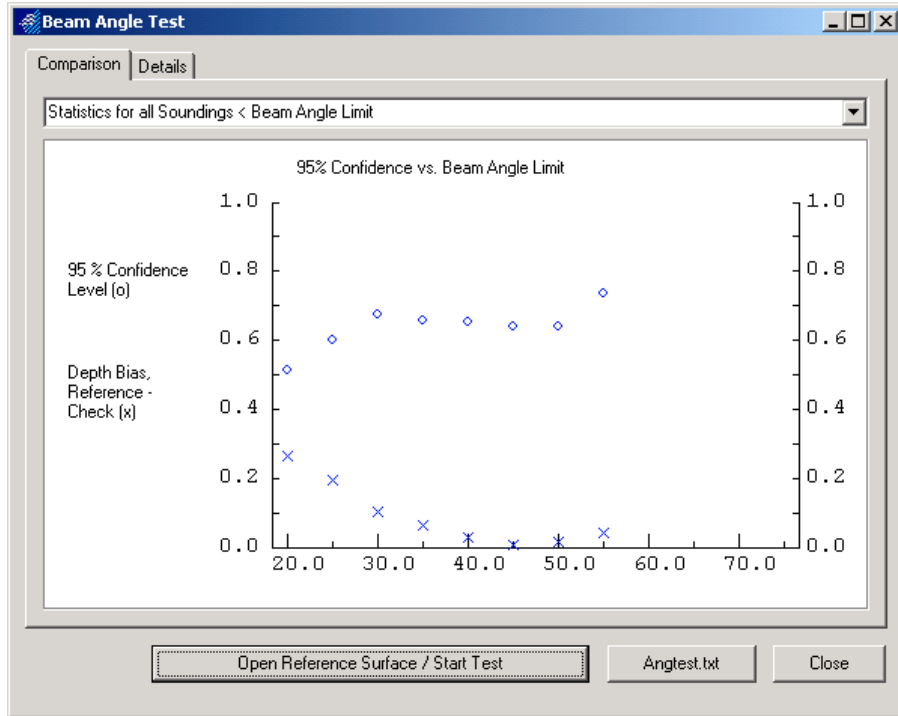 Beam Angle Test
Comparison
Details
Statistics for all Soundings < Beam Angle Limit
95% Confidence vs. Beam Angle Limit
1.0
1.0
95 % Confidence
Level (o)
0.8
0.8
0.6
0.6
Depth Bias,
Reference -
Check (x)
0.4
0.4
0.2
0.2
0.0
0.0
20.0 30.0 40.0 50.0 60.0 70.0
Open Reference Surface / Start Test
Angtest.txt
Close